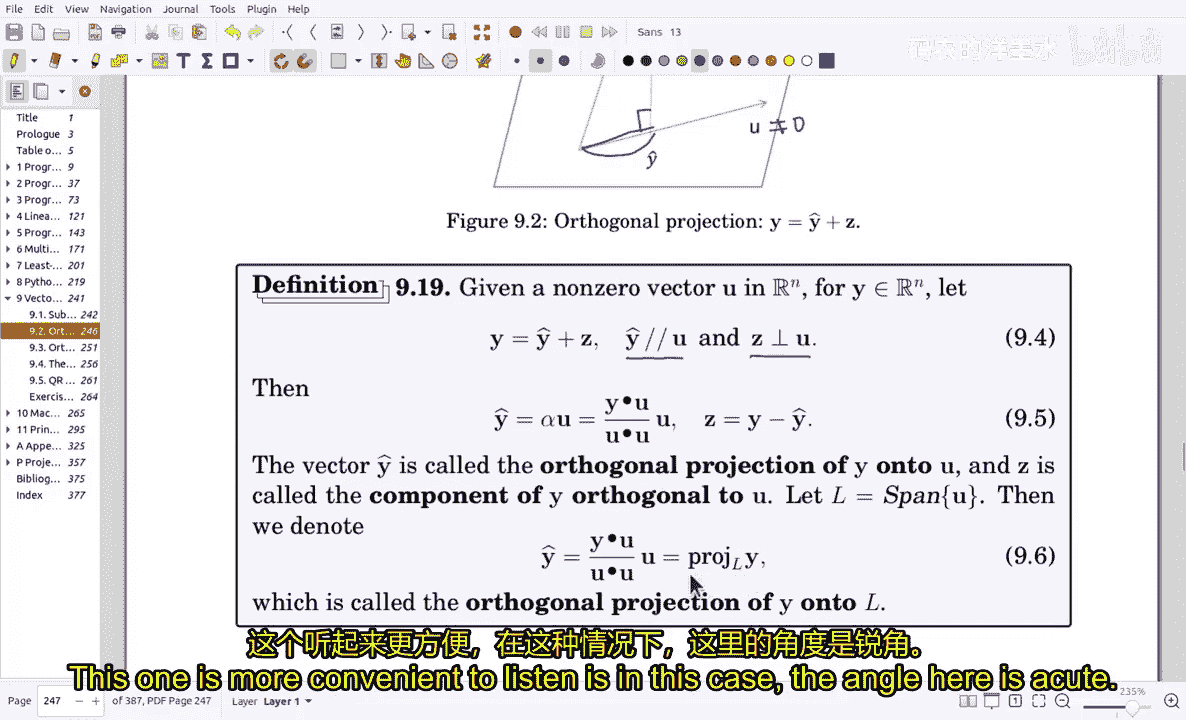 File Edit View Navigation Journal Tools Plugin Help
Sans 13
Title 1
Prologue 3
Table o... 5
1 Progr... 9
2 Progr... 37
3 Progr... 73
4 Linea... 121
5 Progr... 143
6 Multi... 171
7 Least-... 201
8 Pytho... 219
9 Vecto... 241
9.1. Sub... 242
9.2. Ort... 246
9.3. Ort... 251
9.4. The... 256
9.5. QR ... 261
Exercis... 264
10 Mac... 265
11 Prin... 295
A Appe... 325
P Proje... 357
Bibliog... 375
Index 377
u ≠ 0
ŷ
Figure 9.2: Orthogonal projection: y = ŷ + z.
Definition 9.19. Given a nonzero vector u in ℝⁿ, for y ∈ ℝⁿ, let
y = ŷ + z, ŷ // u and z ⊥ u. (9.4)
Then
ŷ = αu = y•u / u•u u, z = y − ŷ. (9.5)
The vector ŷ is called the orthogonal projection of y onto u, and z is
called the component of y orthogonal to u. Let L = Span{u}. Then
we denote
ŷ = y•u / u•u u = proj_L y, (9.6)
which is called the orthogonal projection of y onto L.
这个听起来更方便，在这种情况下，这里的角度是锐角。
This one is more convenient to listen is in this case, the angle here is acute.
Page 247 of 387, PDF Page 247 Layer Layer 1 235%